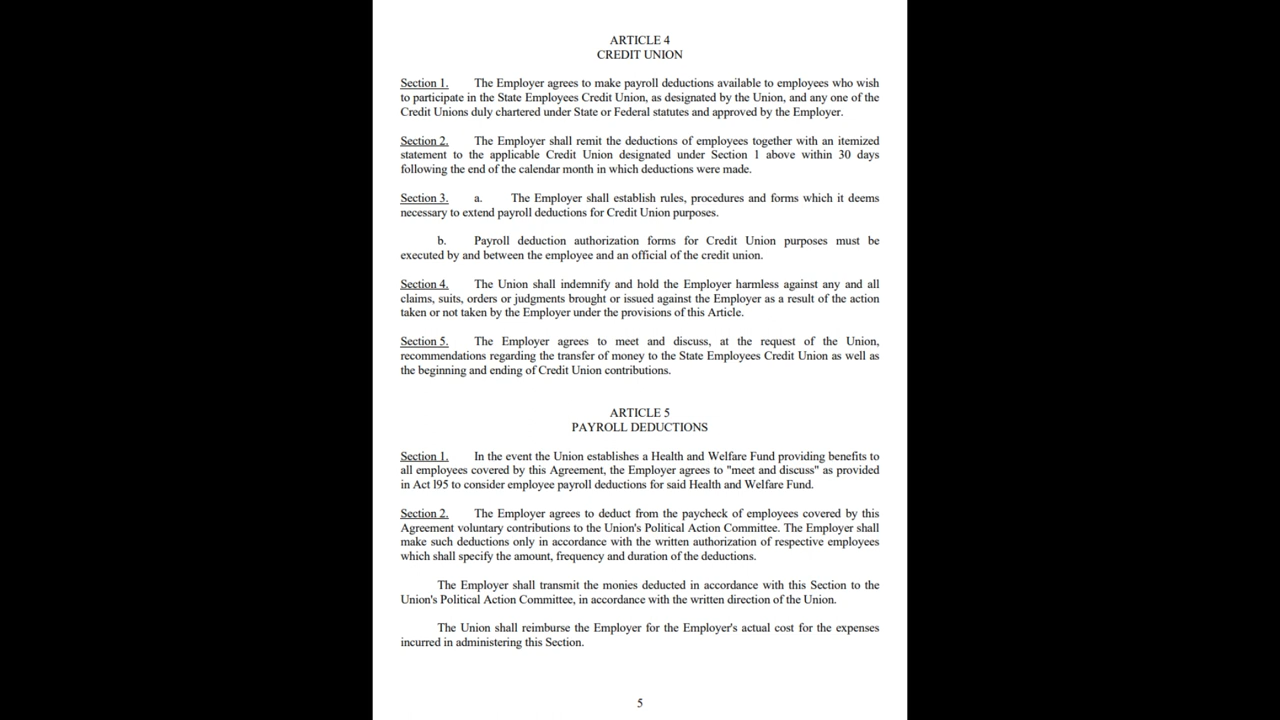 ARTICLE 4
CREDIT UNION
Section 1. The Employer agrees to make payroll deductions available to employees who wish
to participate in the State Employees Credit Union, as designated by the Union, and any one of the
Credit Unions duly chartered under State or Federal statutes and approved by the Employer.
Section 2. The Employer shall remit the deductions of employees together with an itemized
statement to the applicable Credit Union designated under Section 1 above within 30 days
following the end of the calendar month in which deductions were made.
Section 3. a. The Employer shall establish rules, procedures and forms which it deems
necessary to extend payroll deductions for Credit Union purposes.
b. Payroll deduction authorization forms for Credit Union purposes must be
executed by and between the employee and an official of the credit union.
Section 4. The Union shall indemnify and hold the Employer harmless against any and all
claims, suits, orders or judgments brought or issued against the Employer as a result of the action
taken or not taken by the Employer under the provisions of this Article.
Section 5. The Employer agrees to meet and discuss, at the request of the Union,
recommendations regarding the transfer of money to the State Employees Credit Union as well as
the beginning and ending of Credit Union contributions.
ARTICLE 5
PAYROLL DEDUCTIONS
Section 1. In the event the Union establishes a Health and Welfare Fund providing benefits to
all employees covered by this Agreement, the Employer agrees to "meet and discuss" as provided
in Act l95 to consider employee payroll deductions for said Health and Welfare Fund.
Section 2. The Employer agrees to deduct from the paycheck of employees covered by this
Agreement voluntary contributions to the Union's Political Action Committee. The Employer shall
make such deductions only in accordance with the written authorization of respective employees
which shall specify the amount, frequency and duration of the deductions.
The Employer shall transmit the monies deducted in accordance with this Section to the
Union's Political Action Committee, in accordance with the written direction of the Union.
The Union shall reimburse the Employer for the Employer's actual cost for the expenses
incurred in administering this Section.
5